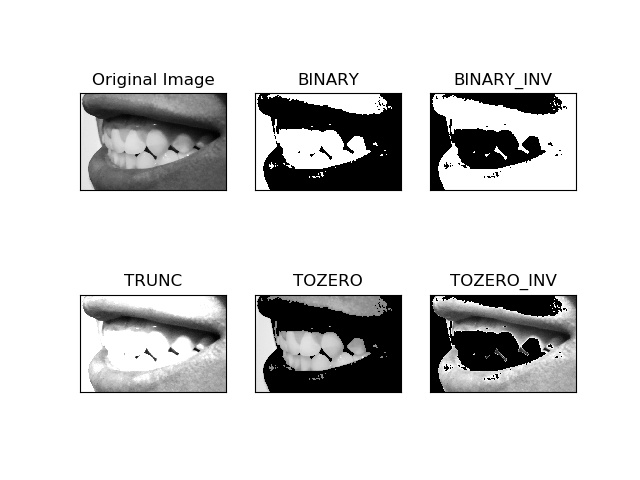 Original Image
BINARY
BINARY_INV
TRUNC
TOZERO
TOZERO_INV